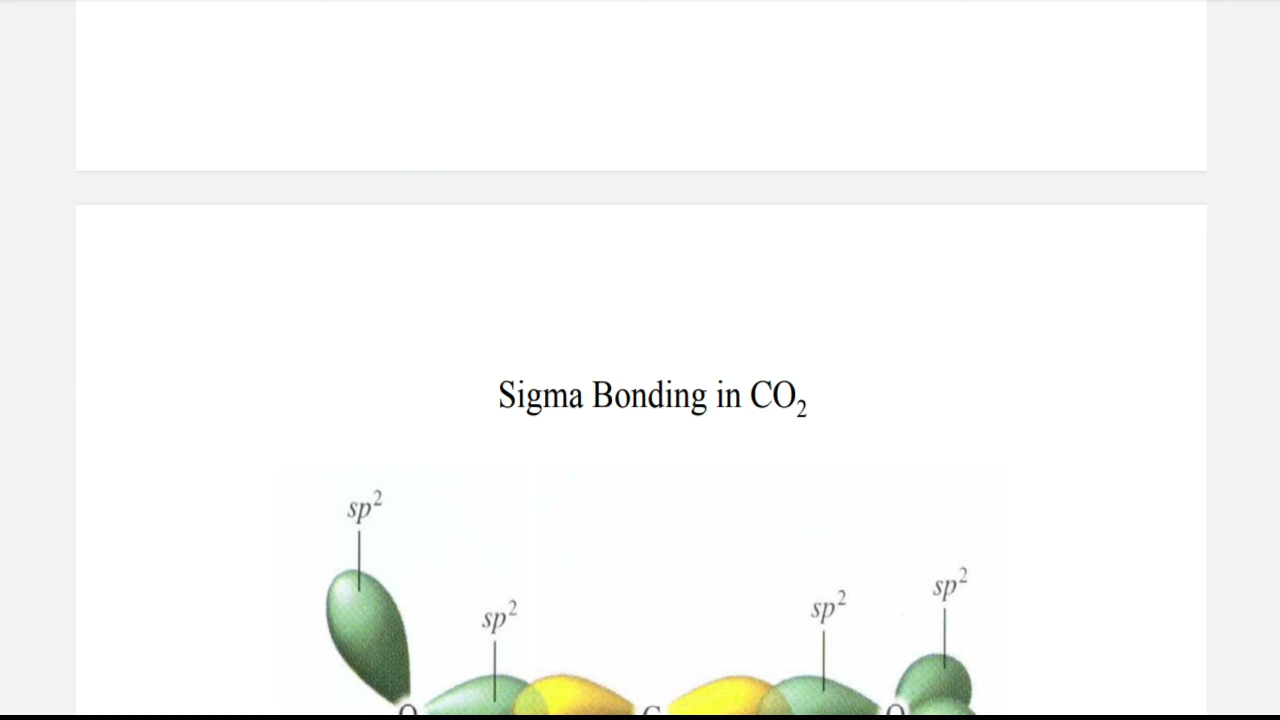 Sigma Bonding in CO₂
sp²
sp²
sp²
sp²
O C O